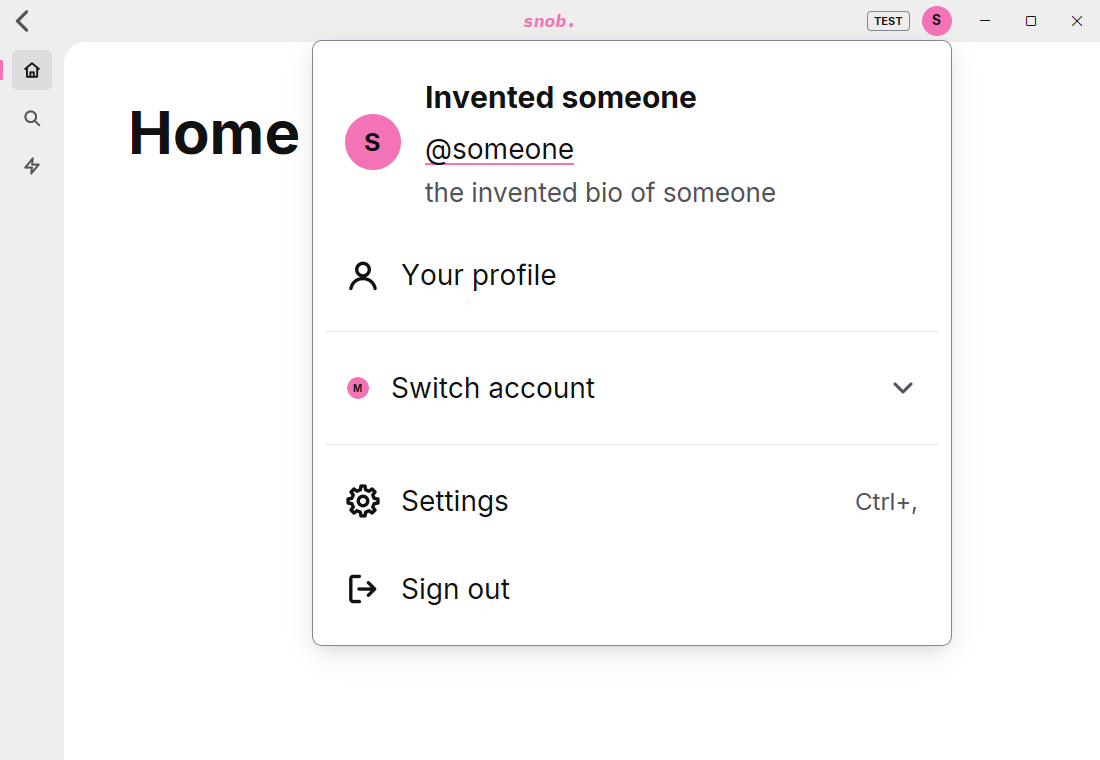 snob.
TEST
S
Home
Invented someone
S
@someone
the invented bio of someone
Your profile
M
Switch account
Settings
Ctrl+,
Sign out